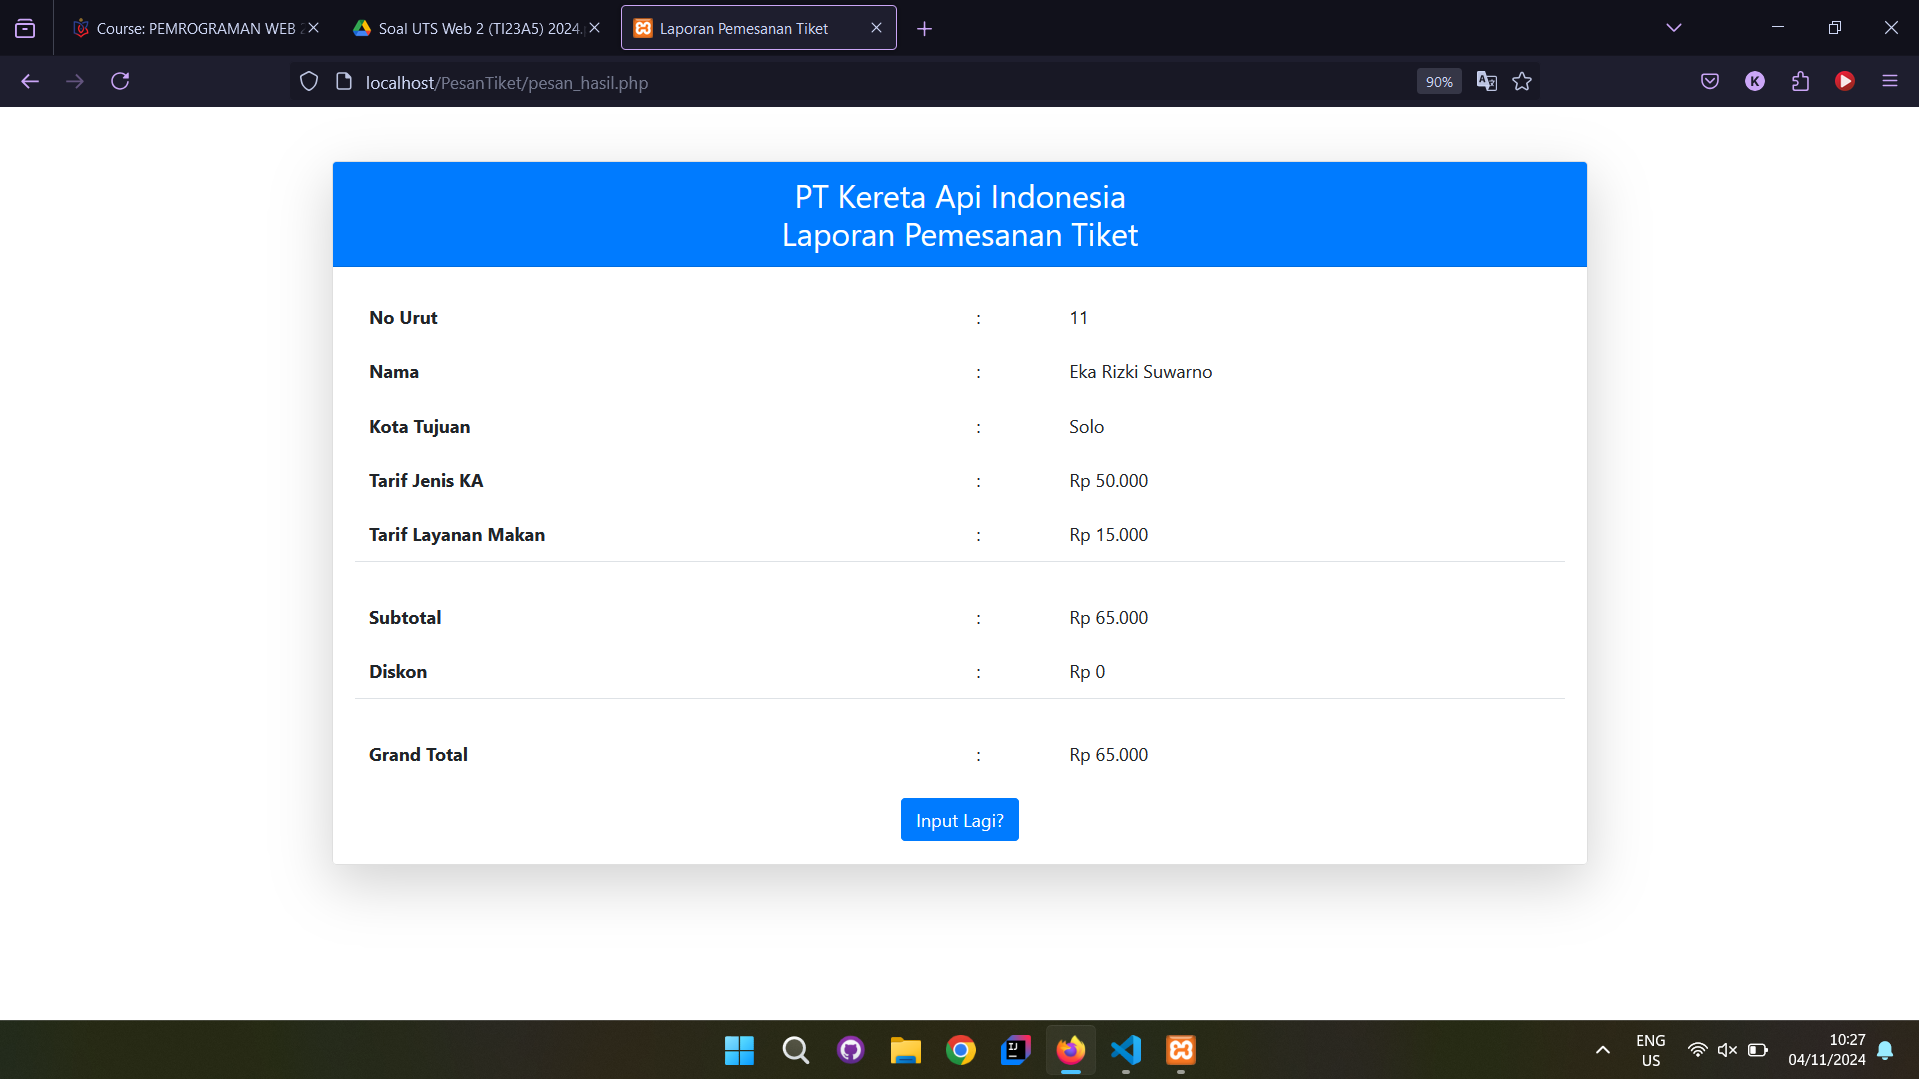 Course: PEMROGRAMAN WEB 2
Soal UTS Web 2 (TI23A5) 2024.
Laporan Pemesanan Tiket
localhost/PesanTiket/pesan_hasil.php
90%
K
PT Kereta Api Indonesia
Laporan Pemesanan Tiket
No Urut : 11
Nama : Eka Rizki Suwarno
Kota Tujuan : Solo
Tarif Jenis KA : Rp 50.000
Tarif Layanan Makan : Rp 15.000
Subtotal : Rp 65.000
Diskon : Rp 0
Grand Total : Rp 65.000
Input Lagi?
IJ
ENG
US
10:27
04/11/2024